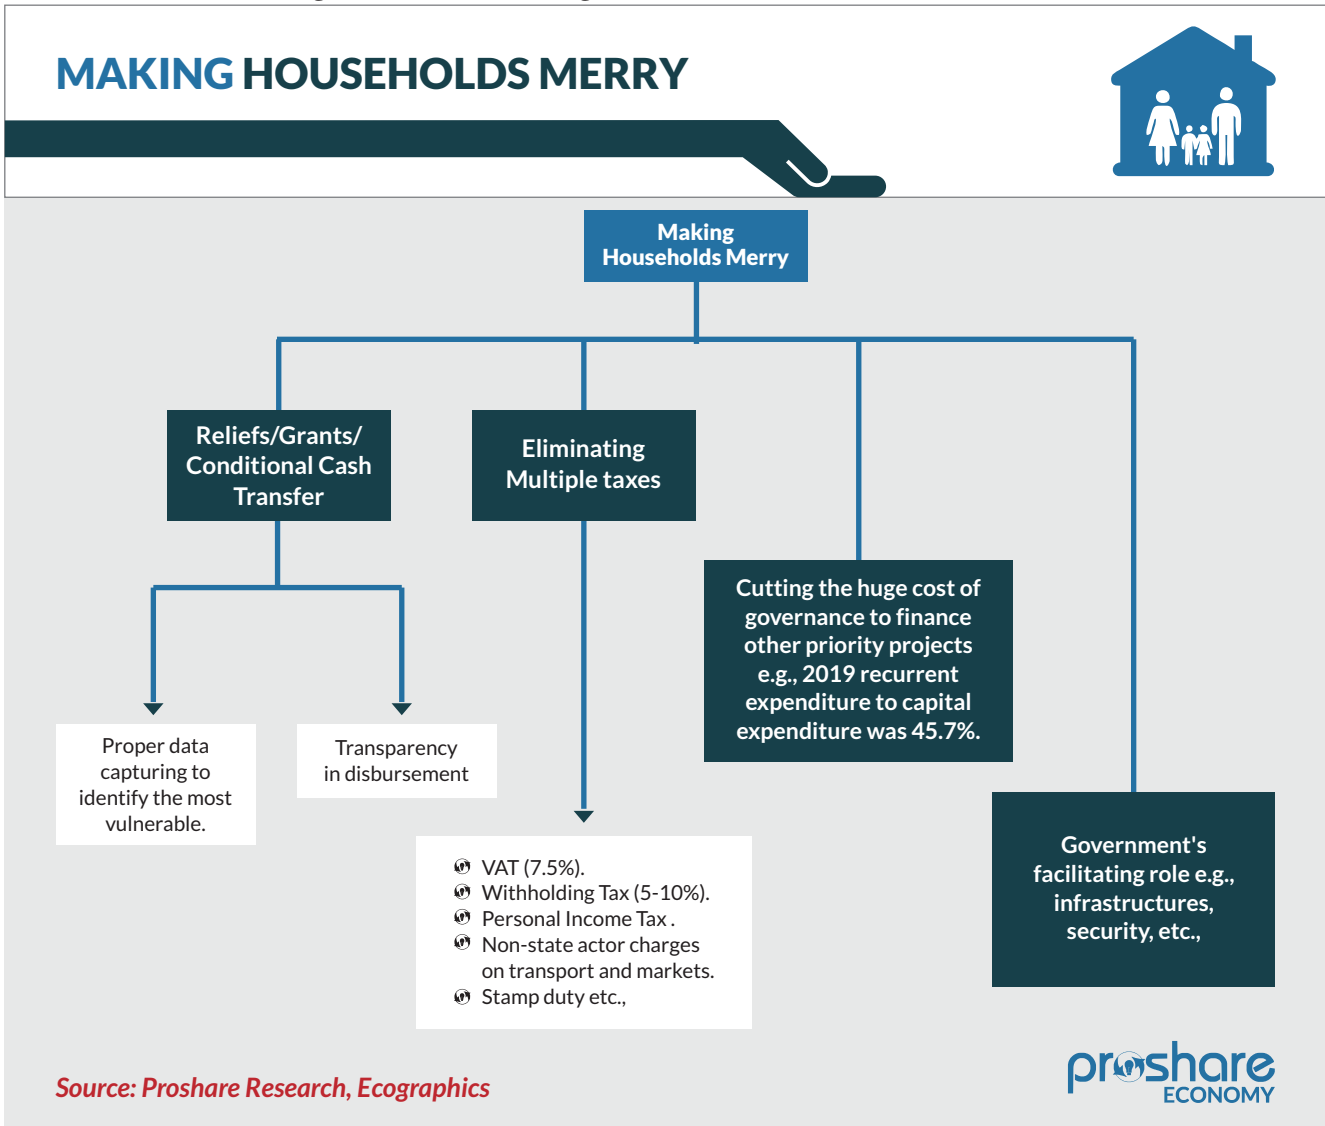 MAKING HOUSEHOLDS MERRY
Making
Households Merry
Reliefs/Grants/
Conditional Cash
Transfer
Eliminating
Multiple taxes
Cutting the huge cost of
governance to finance
other priority projects
e.g., 2019 recurrent
expenditure to capital
expenditure was 45.7%.
Government's
facilitating role e.g.,
infrastructures,
security, etc.,
Proper data
capturing to
identify the most
vulnerable.
Transparency
in disbursement
VAT (7.5%).
Withholding Tax (5-10%).
Personal Income Tax .
Non-state actor charges
on transport and markets.
Stamp duty etc.,
Source: Proshare Research, Ecographics
proshare
ECONOMY